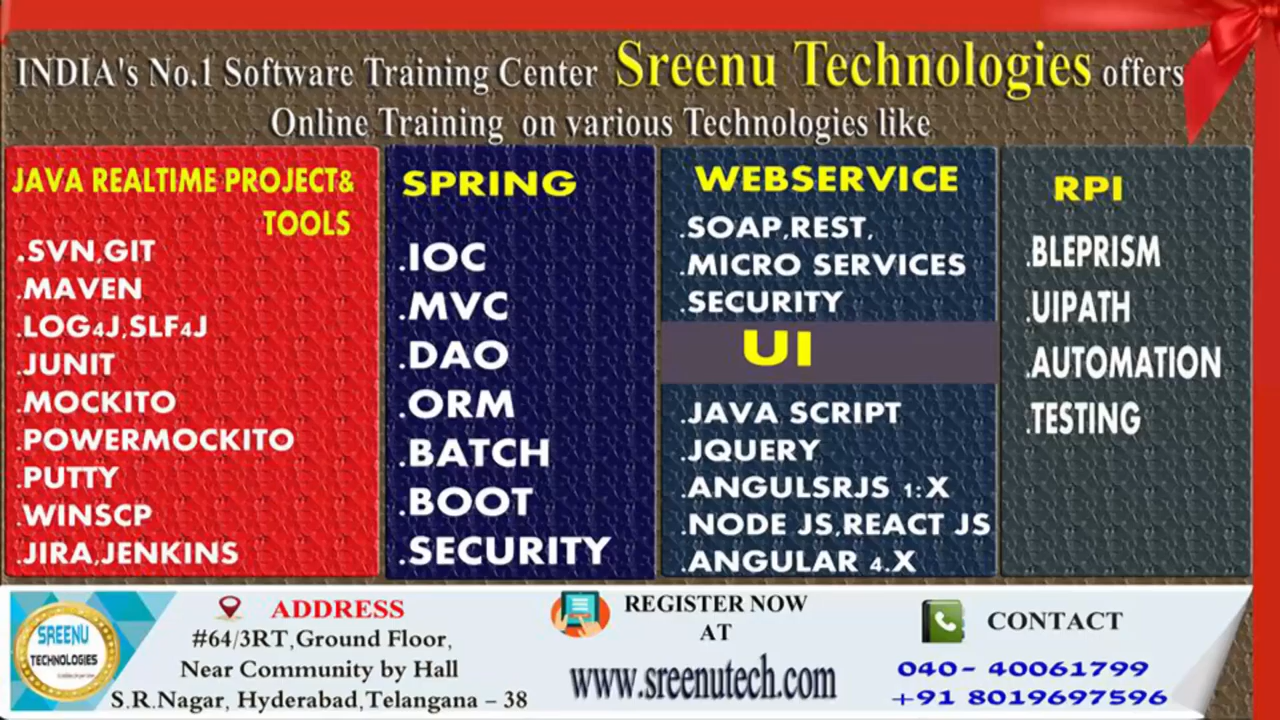 INDIA's No.1 Software Training Center Sreenu Technologies offers
Online Training on various Technologies like
JAVA REALTIME PROJECT&
TOOLS
.SVN,GIT
.MAVEN
.LOG4J,SLF4J
.JUNIT
.MOCKITO
.POWERMOCKITO
.PUTTY
.WINSCP
.JIRA,JENKINS
SPRING
.IOC
.MVC
.DAO
.ORM
.BATCH
.BOOT
.SECURITY
WEBSERVICE
.SOAP,REST,
.MICRO SERVICES
.SECURITY
UI
.JAVA SCRIPT
.JQUERY
.ANGULSRJS 1:X
.NODE JS,REACT JS
.ANGULAR 4.X
RPI
.BLEPRISM
.UIPATH
.AUTOMATION
.TESTING
SREENU
TECHNOLOGIES
ADDRESS
#64/3RT,Ground Floor,
Near Community by Hall
S.R.Nagar, Hyderabad,Telangana – 38
REGISTER NOW
AT
www.sreenutech.com
CONTACT
040- 40061799
+91 8019697596